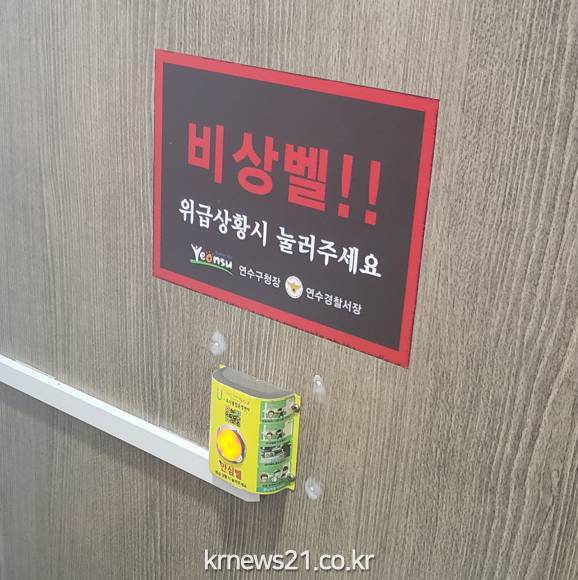 비상벨!!
위급상황시 눌러주세요
Yeonsu 연수구청장 연수경찰서장
U
안심벨
krnews21.co.kr